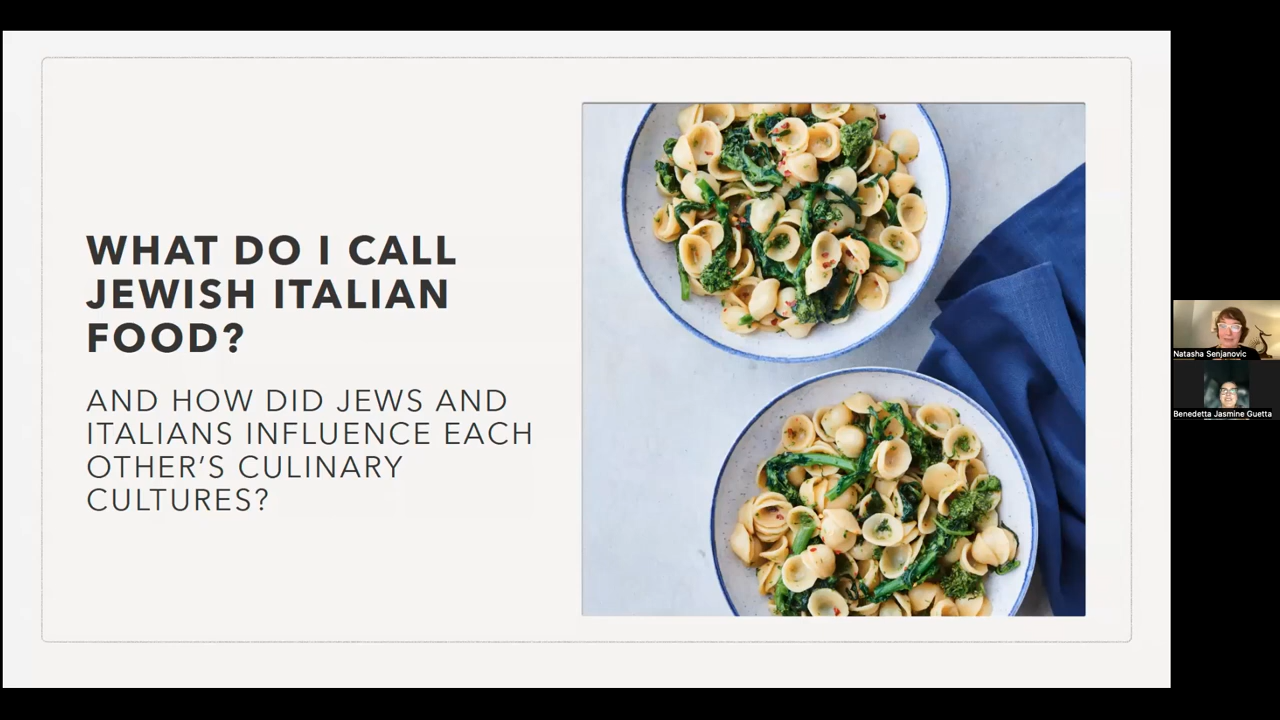 WHAT DO I CALL
JEWISH ITALIAN
FOOD?
AND HOW DID JEWS AND
ITALIANS INFLUENCE EACH
OTHER’S CULINARY
CULTURES?
Natasha Senjanovic
Benedetta Jasmine Guetta